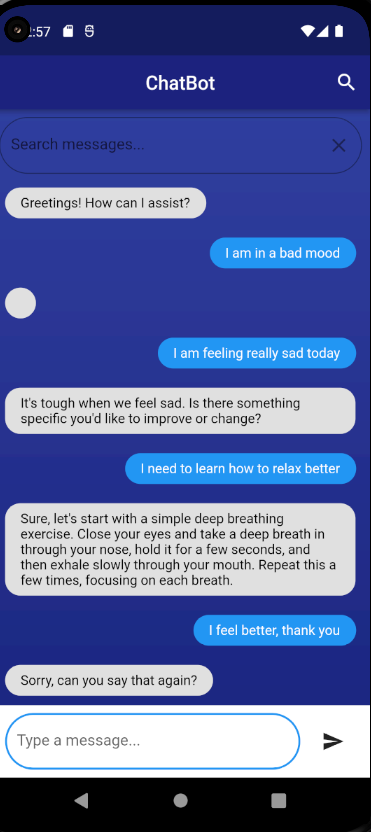 :57
ChatBot
Search messages...
Greetings! How can I assist?
I am in a bad mood
I am feeling really sad today
It's tough when we feel sad. Is there something
specific you'd like to improve or change?
I need to learn how to relax better
Sure, let's start with a simple deep breathing
exercise. Close your eyes and take a deep breath in
through your nose, hold it for a few seconds, and
then exhale slowly through your mouth. Repeat this a
few times, focusing on each breath.
I feel better, thank you
Sorry, can you say that again?
Type a message...